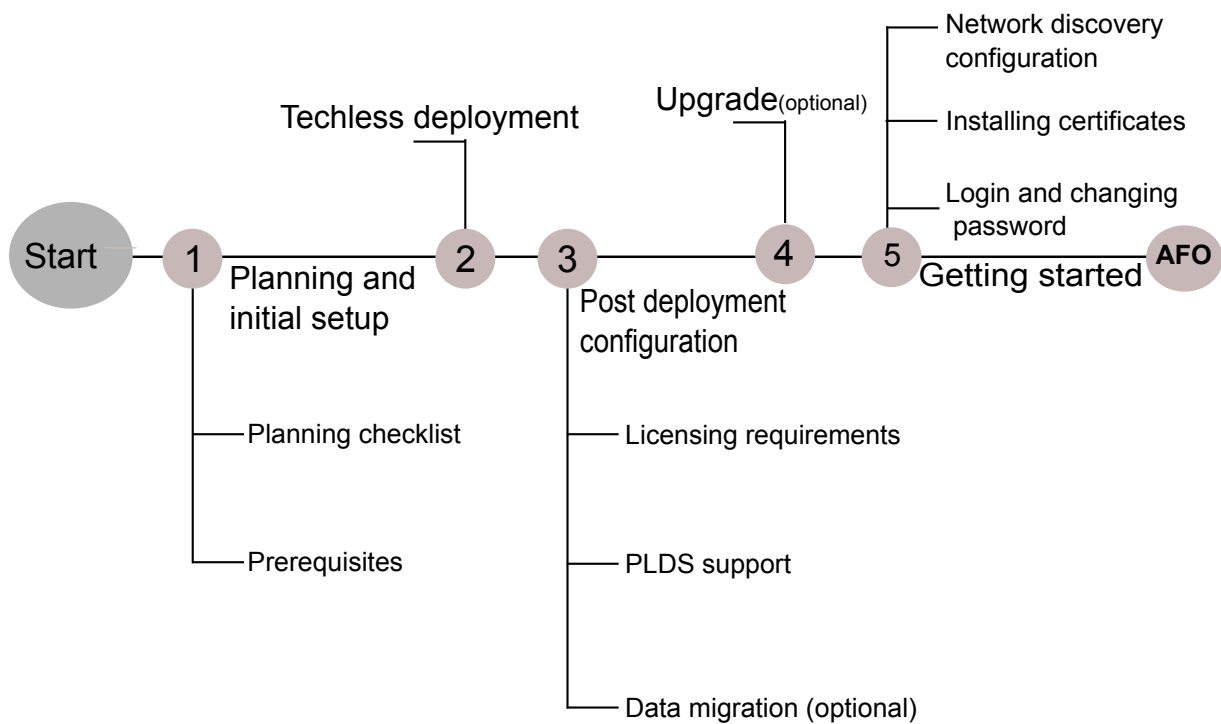 Start
1
Planning and
initial setup
Planning checklist
Prerequisites
Techless deployment
2
3
Post deployment
configuration
Licensing requirements
PLDS support
Data migration (optional)
Upgrade(optional)
4
5
Network discovery
configuration
Installing certificates
Login and changing
password
Getting started
AFO